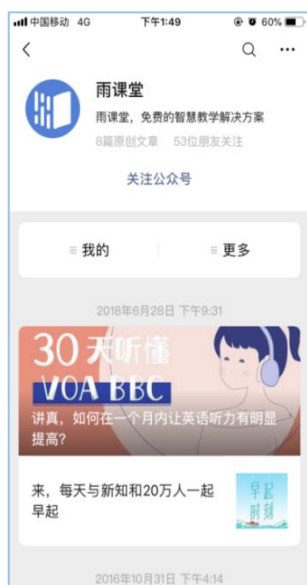 中国移动 4G 下午1:49 60%
雨课堂
雨课堂，免费的智慧教学解决方案
8篇原创文章 53位朋友关注
关注公众号
我的 更多
2018年6月28日 下午9:31
30天听懂
VOA BBC
讲真，如何在一个月内让英语听力有明显
提高？
来，每天与新知和20万人一起
早起
早起
时刻
2016年10月31日 下午4:14